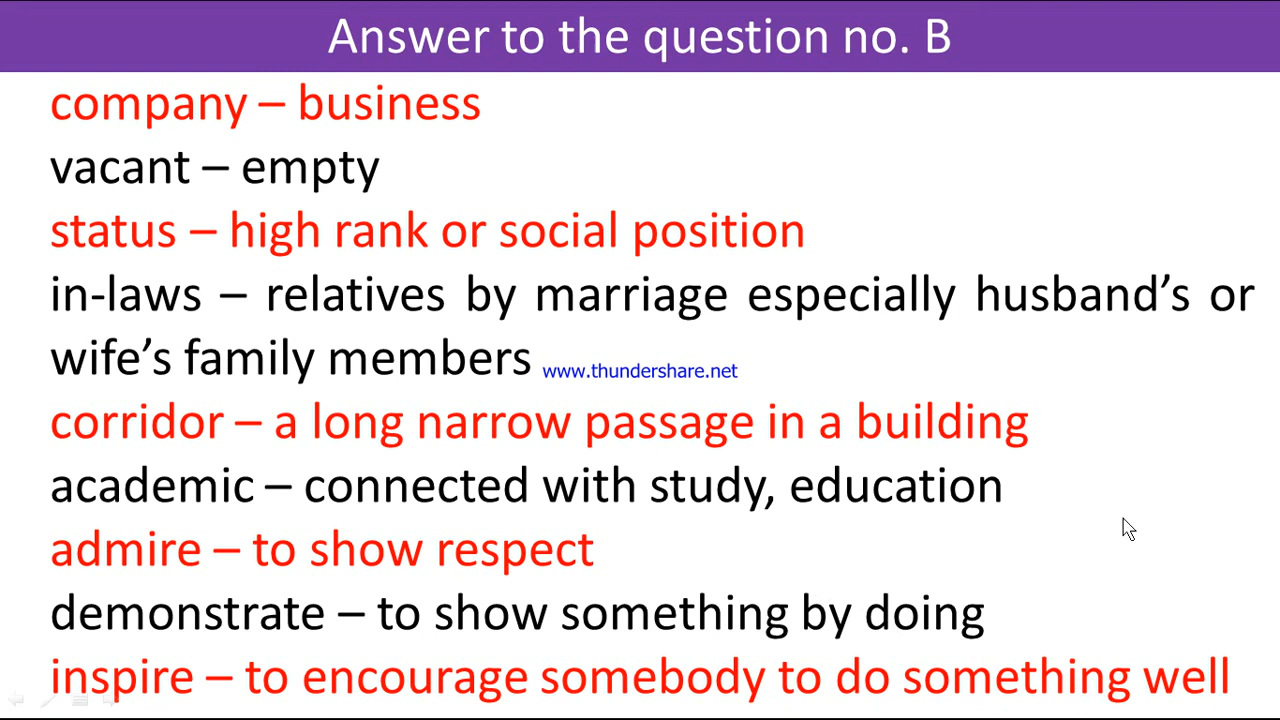 Answer to the question no. B
company – business
vacant – empty
status – high rank or social position
in-laws – relatives by marriage especially husband’s or
wife’s family members www.thundershare.net
corridor – a long narrow passage in a building
academic – connected with study, education
admire – to show respect
demonstrate – to show something by doing
inspire – to encourage somebody to do something well